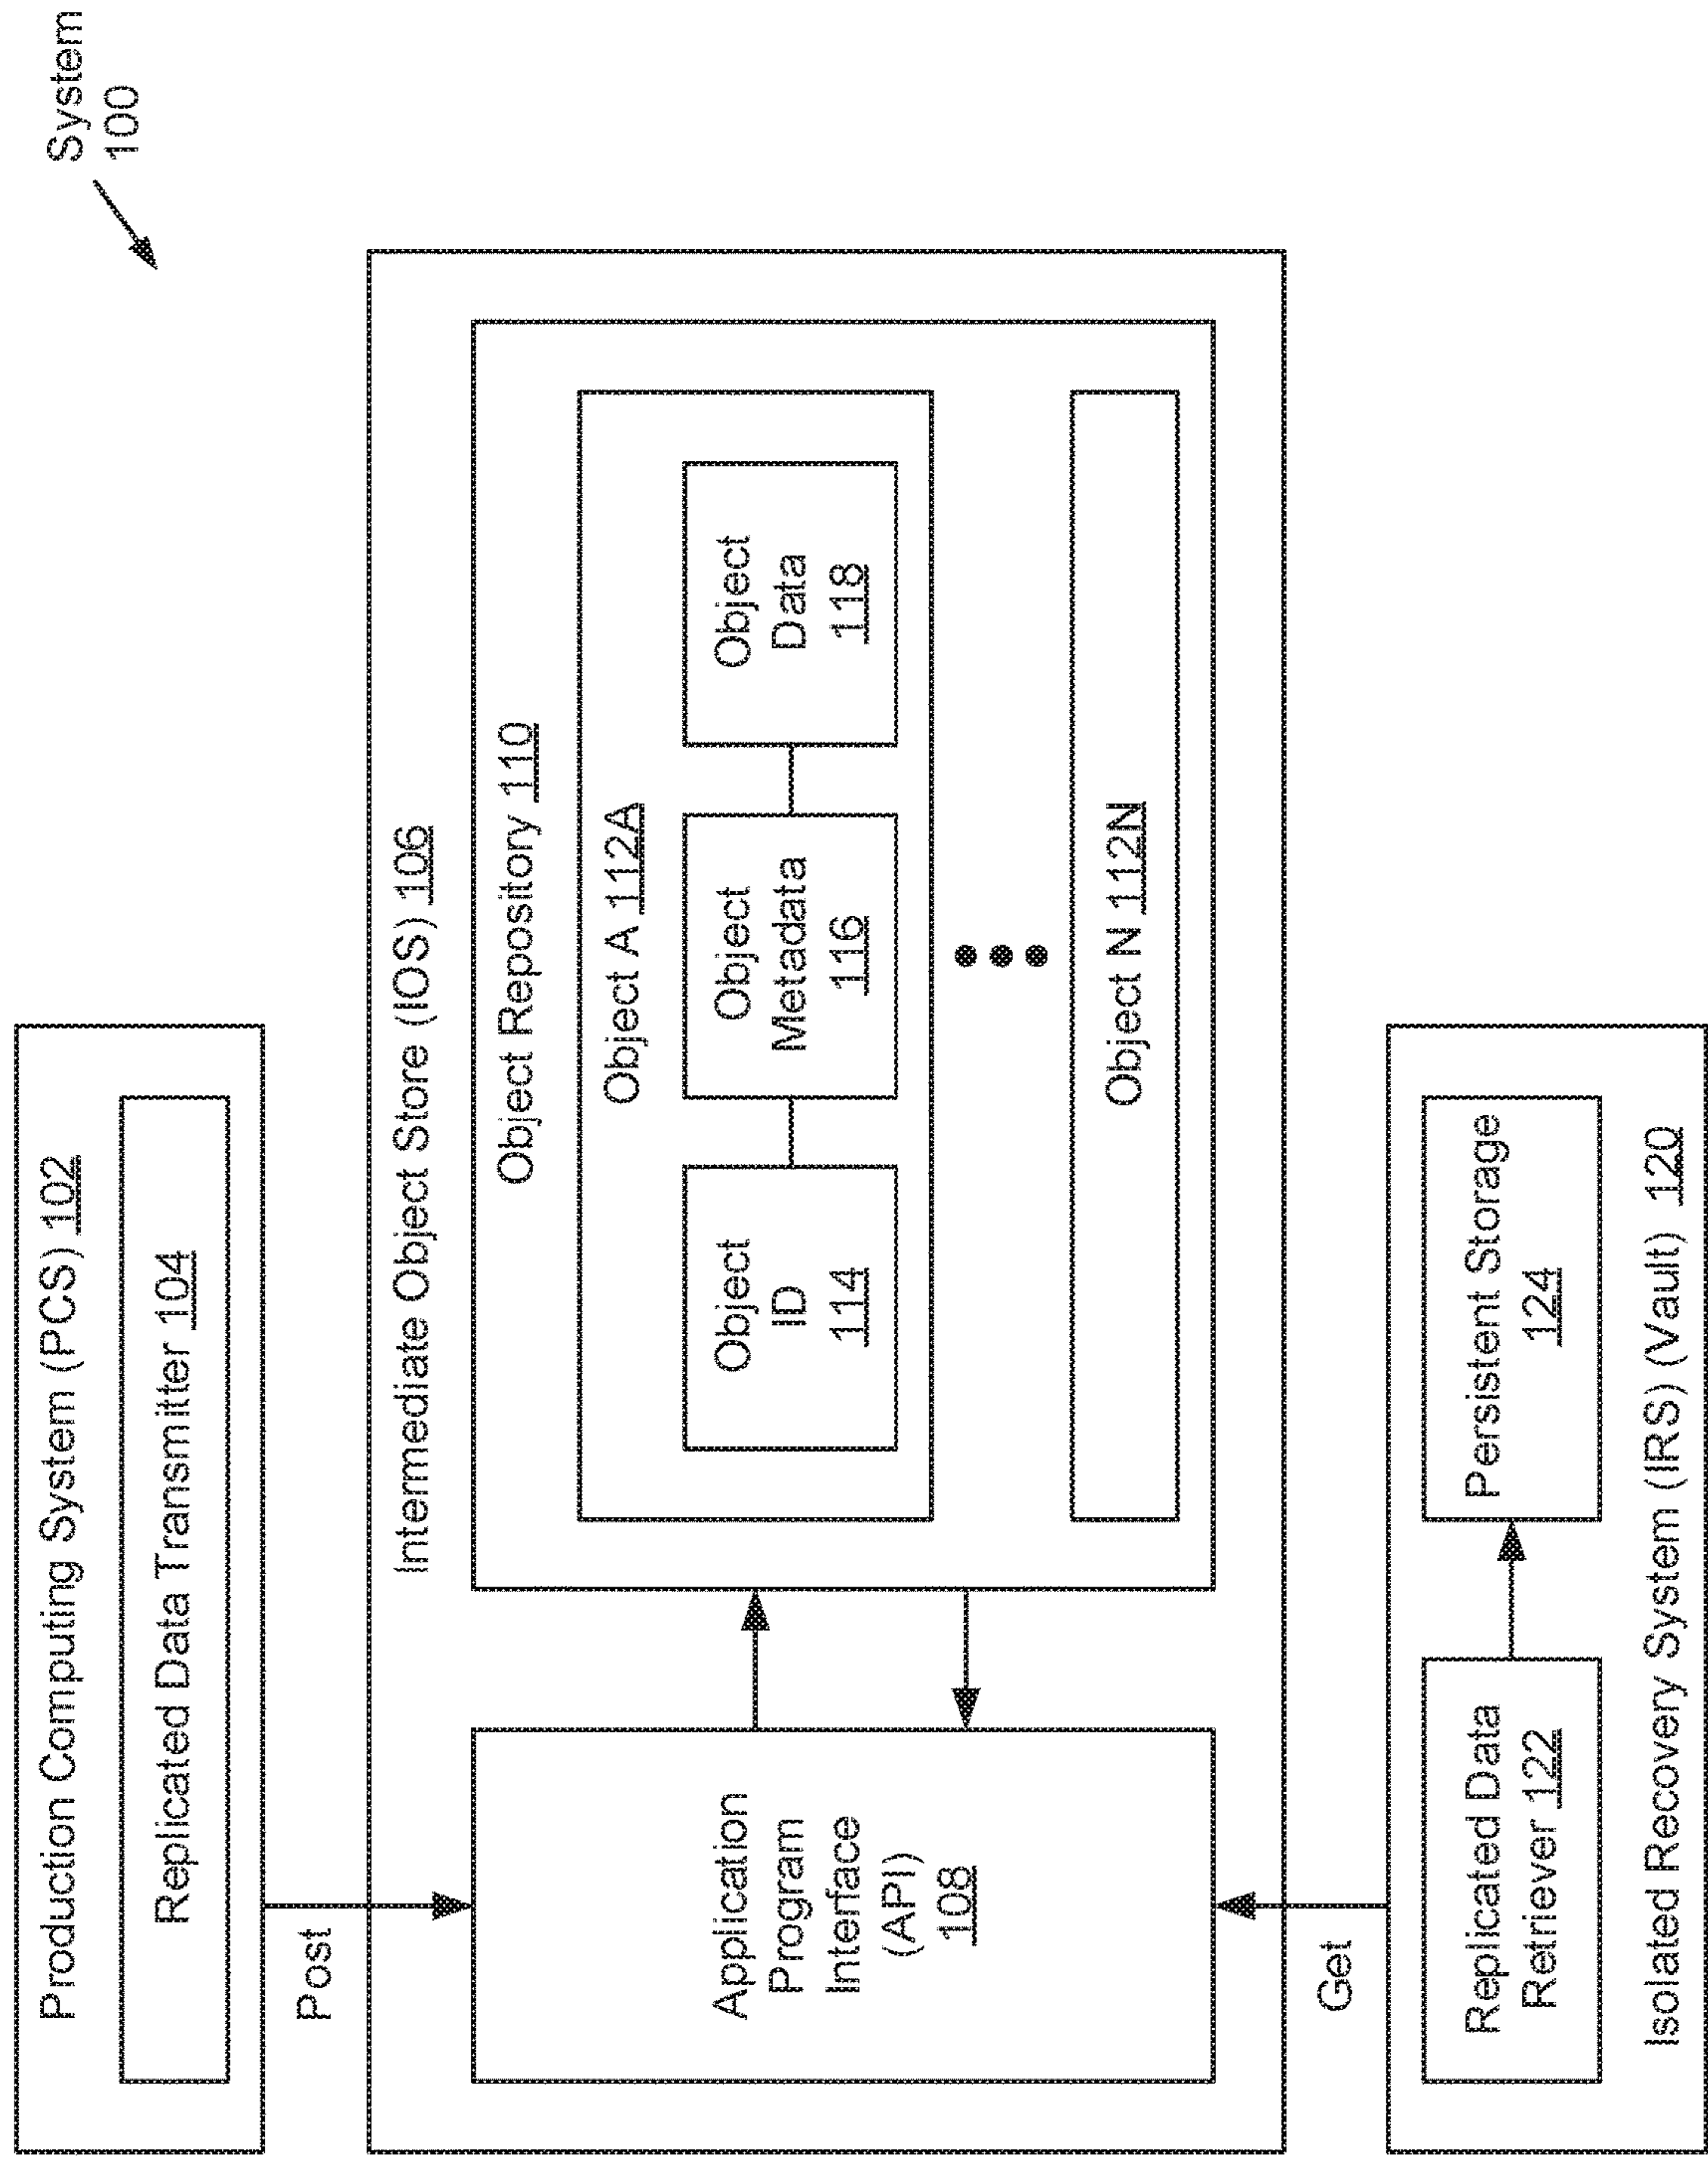 System
100
Production Computing System (PCS) 102
Replicated Data Transmitter 104
Post
Intermediate Object Store (IOS) 106
Application
Program
Interface
(API)
108
Object Repository 110
Object A 112A
Object
ID
114
Object
Metadata
116
Object
Data
118
Object N 112N
Get
Replicated Data
Retriever 122
Persistent Storage
124
Isolated Recovery System (IRS) (Vault) 120